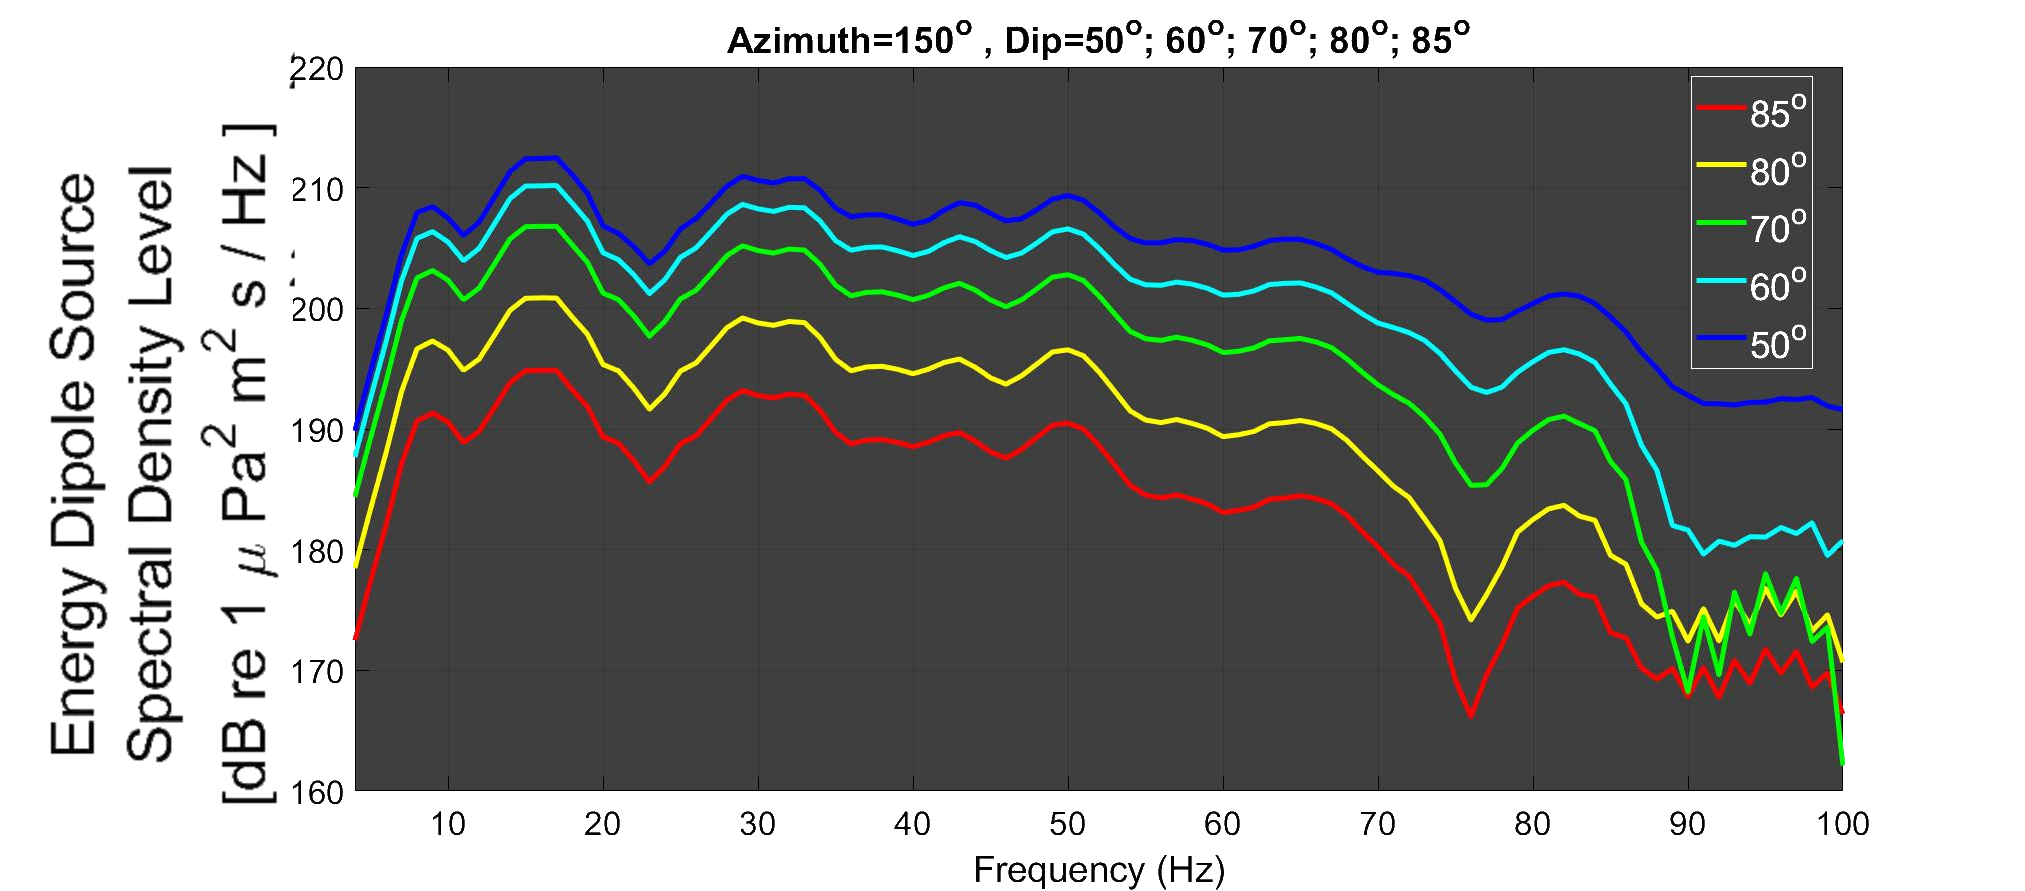 Azimuth=150° , Dip=50°; 60°; 70°; 80°; 85°
Energy Dipole Source
Spectral Density Level
[dB re 1 μ Pa² m² s / Hz ]
220
210
200
190
180
170
160
10 20 30 40 50 60 70 80 90 100
Frequency (Hz)
85°
80°
70°
60°
50°